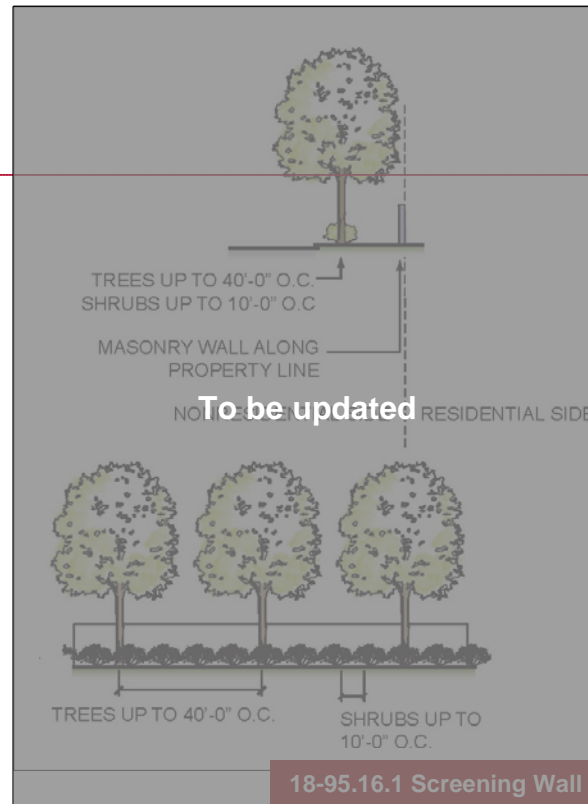 TREES UP TO 40'-0" O.C.
SHRUBS UP TO 10'-0" O.C
MASONRY WALL ALONG
PROPERTY LINE
To be updated
RESIDENTIAL SIDE
TREES UP TO 40'-0" O.C.
SHRUBS UP TO
10'-0" O.C.
18-95.16.1 Screening Wall